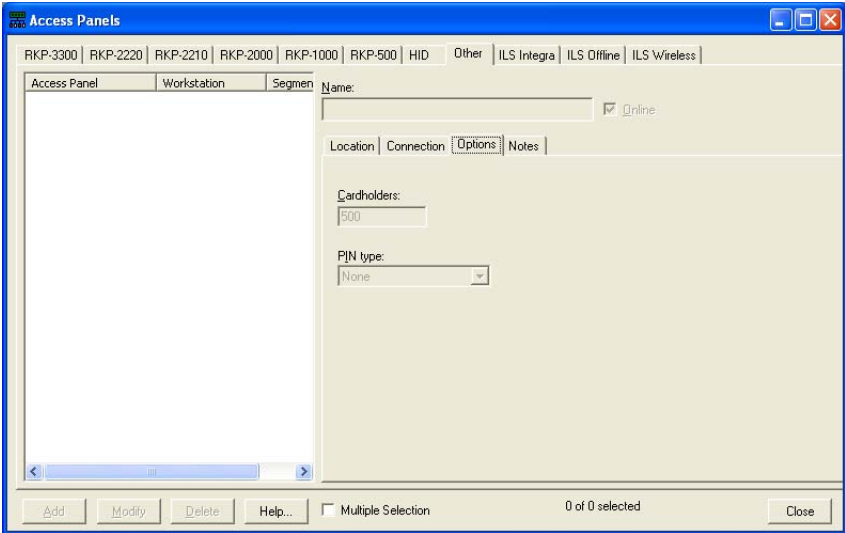 Access Panels
RKP-3300 RKP-2220 RKP-2210 RKP-2000 RKP-1000 RKP-500 HID Other ILS Integra ILS Offline ILS Wireless
Access Panel Workstation Segmen
Name:
Online
Location Connection Options Notes
Cardholders:
500
PIN type:
None
Add Modify Delete Help... Multiple Selection 0 of 0 selected Close